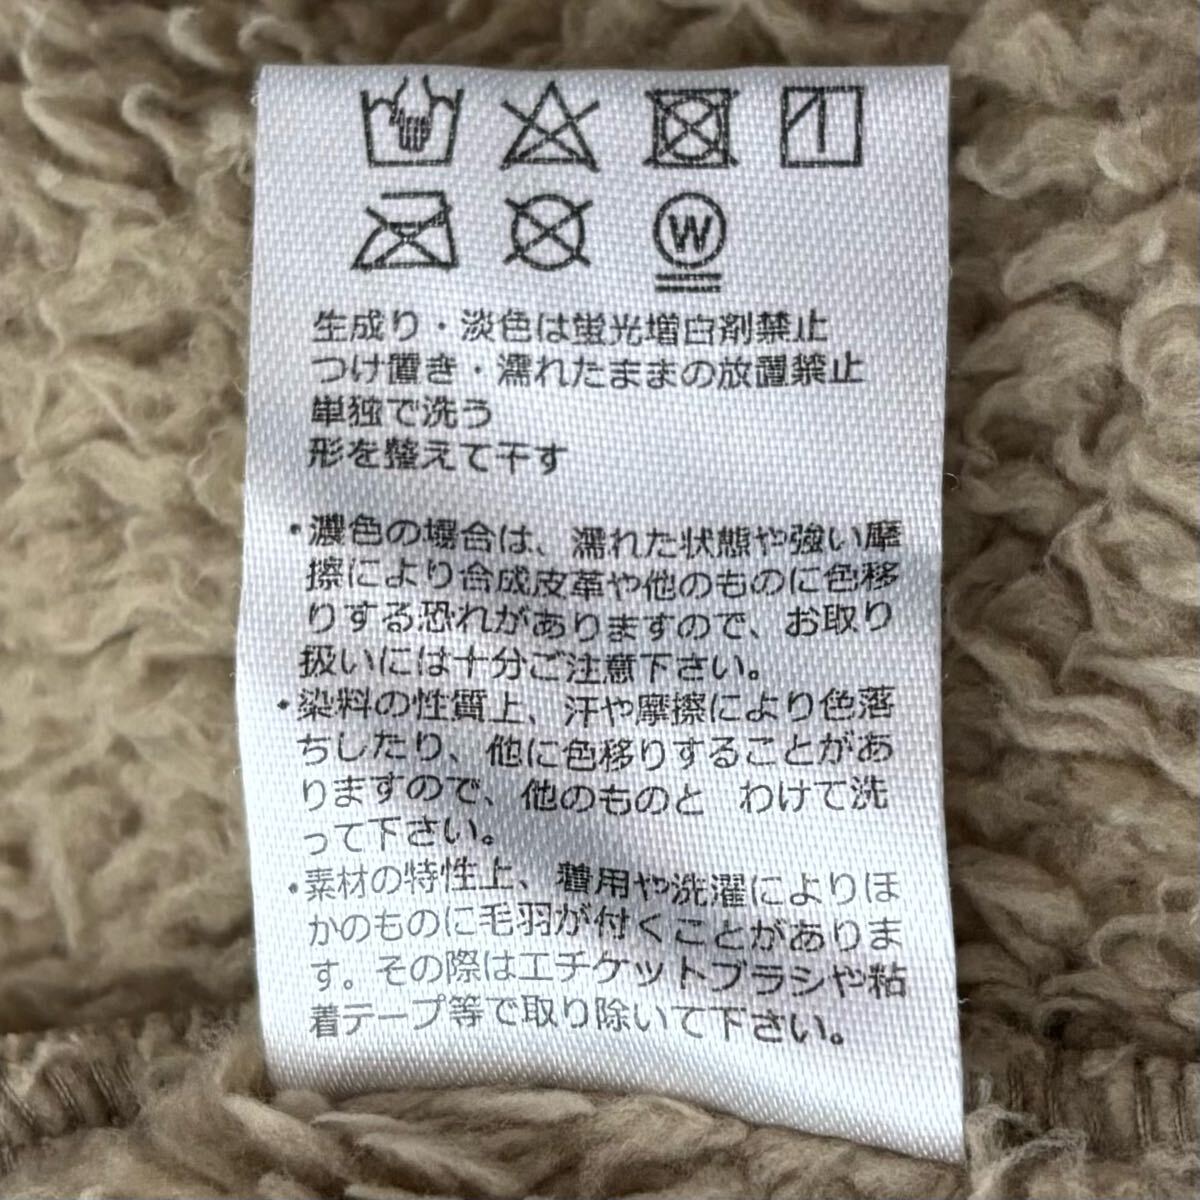 W
生成り・淡色は蛍光増白剤禁止
つけ置き・濡れたままの放置禁止
単独で洗う
形を整えて干す
・濃色の場合は、濡れた状態や強い摩
擦により合成皮革や他のものに色移
りする恐れがありますので、お取り
扱いには十分ご注意下さい。
・染料の性質上、汗や摩擦により色落
ちしたり、他に色移りすることがあ
りますので、他のものと わけて洗
って下さい。
・素材の特性上、着用や洗濯によりほ
かのものに毛羽が付くことがありま
す。その際はエチケットブラシや粘
着テープ等で取り除いて下さい。